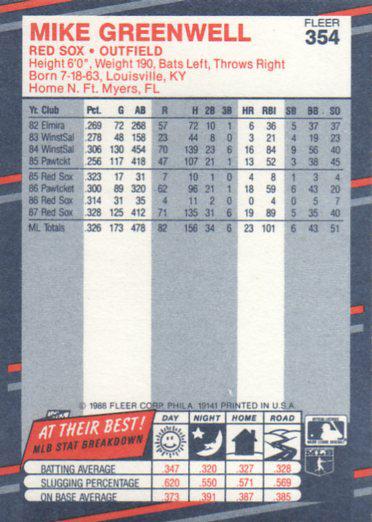 MIKE GREENWELL
FLEER
354
RED SOX • OUTFIELD
Height 6'0", Weight 190, Bats Left, Throws Right
Born 7-18-63, Louisville, KY
Home N. Ft. Myers, FL
Yr. Club Pct. G AB R H 2B 3B HR RBI SB BB SO
82 Elmira .269 72 268 57 72 10 1 6 36 5 37 37
83 WinstSal .278 48 158 23 44 8 0 3 21 4 19 23
84 WinstSal .306 130 454 70 139 23 6 16 84 9 56 40
85 Pawtckt .256 117 418 47 107 21 1 13 52 3 38 45
85 Red Sox .323 17 31 7 10 1 0 4 8 1 3 4
86 Pawtcket .300 89 320 62 96 21 1 18 59 6 43 20
86 Red Sox .314 31 35 4 11 2 0 0 4 0 5 7
87 Red Sox .328 125 412 71 135 31 6 19 89 5 35 40
ML Totals .326 173 478 82 156 34 6 23 101 6 43 51
© 1988 FLEER CORP. PHILA. 19141 PRINTED IN U.S.A.
AT THEIR BEST!
MLB STAT BREAKDOWN
DAY NIGHT HOME ROAD
BATTING AVERAGE .347 .320 .327 .328
SLUGGING PERCENTAGE .620 .550 .571 .569
ON BASE AVERAGE .373 .391 .387 .385